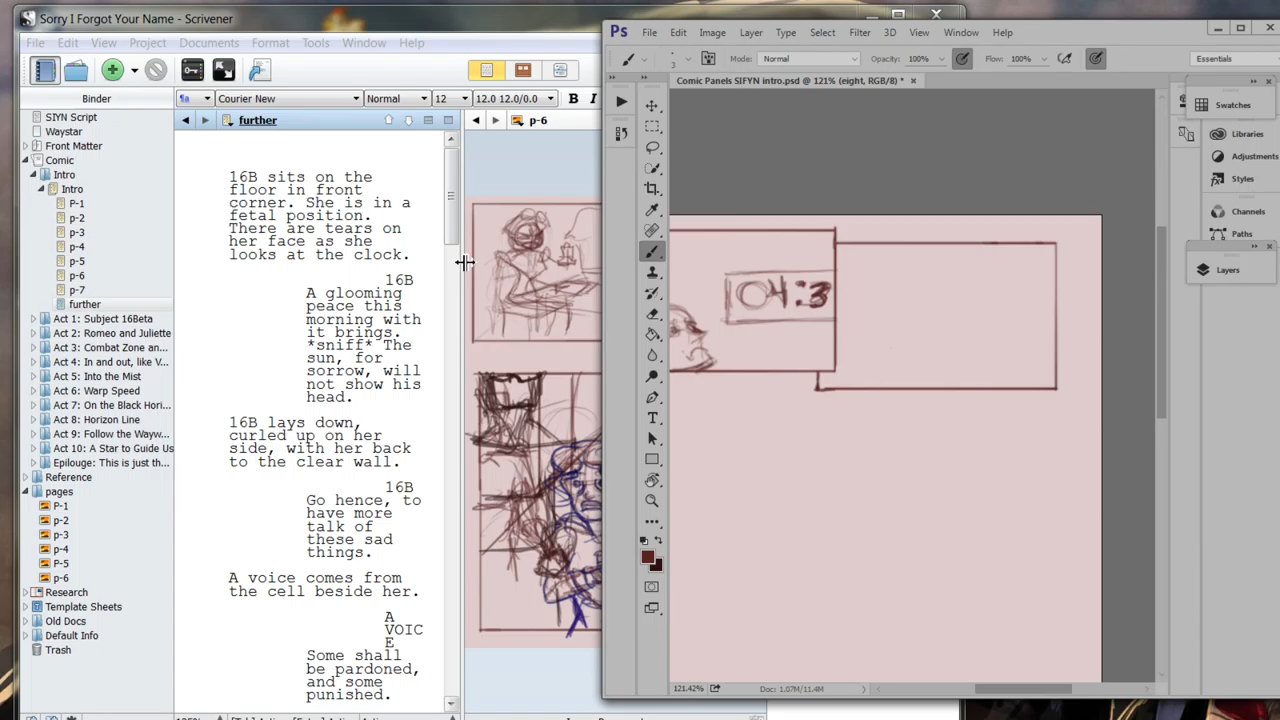 Sorry I Forgot Your Name - Scrivener
File Edit View Project Documents Format Tools Window Help
Binder
Courier New Normal 12 12.0 12.0/0.0 B I
SIYN Script
Waystar
Front Matter
Comic
Intro
Intro
P-1
p-2
p-3
p-4
p-5
p-6
p-7
further
Act 1: Subject 16Beta
Act 2: Romeo and Juliette
Act 3: Combat Zone an...
Act 4: In and out, like V...
Act 5: Into the Mist
Act 6: Warp Speed
Act 7: On the Black Hori...
Act 8: Horizon Line
Act 9: Follow the Wayw...
Act 10: A Star to Guide Us
Epilouge: This is just th...
Reference
pages
P-1
p-2
p-3
p-4
P-5
p-6
Research
Template Sheets
Old Docs
Default Info
Trash
further
16B sits on the
floor in front
corner. She is in a
fetal position.
There are tears on
her face as she
looks at the clock.
16B
A glooming
peace this
morning with
it brings.
*sniff* The
sun, for
sorrow, will
not show his
head.
16B lays down,
curled up on her
side, with her back
to the clear wall.
16B
Go hence, to
have more
talk of
these sad
things.
A voice comes from
the cell beside her.
A
VOIC
E
Some shall
be pardoned,
and some
punished.
p-6
Ps File Edit Image Layer Type Select Filter 3D View Window Help
3 Mode: Normal Opacity: 100% Flow: 100% Essentials
Comic Panels SIFYN intro.psd @ 121% (eight, RGB/8) *
04:3
121.42% Doc: 1.07M/11.4M
Swatches
Libraries
Adjustments
Styles
Channels
Paths
Layers